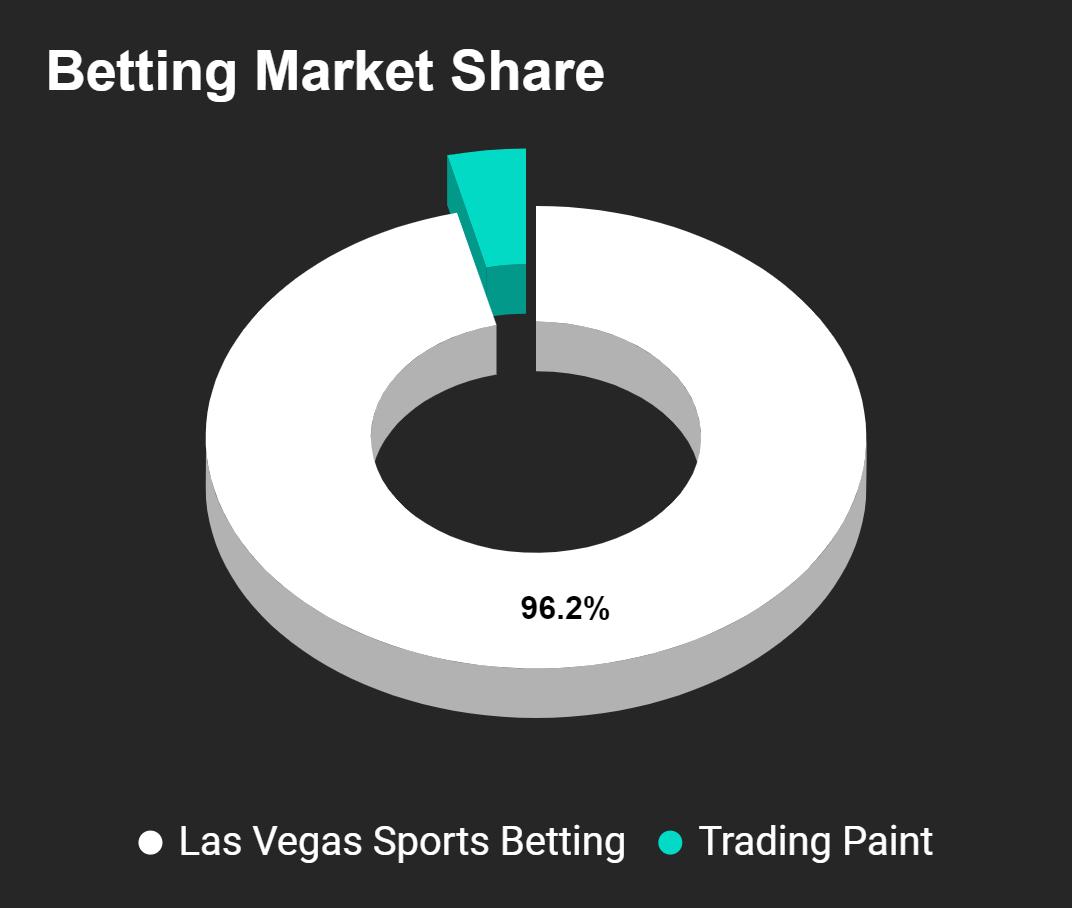 Betting Market Share
96.2%
Las Vegas Sports Betting Trading Paint